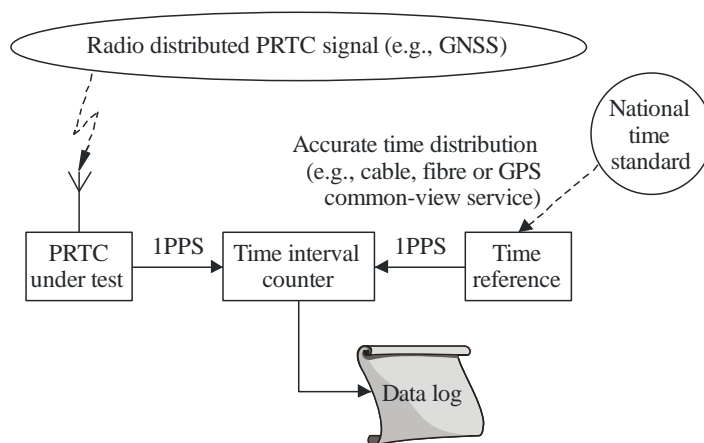 Radio distributed PRTC signal (e.g., GNSS)
National
time
standard
Accurate time distribution
(e.g., cable, fibre or GPS
common-view service)
PRTC
under test
1PPS
Time interval
counter
1PPS
Time
reference
Data log